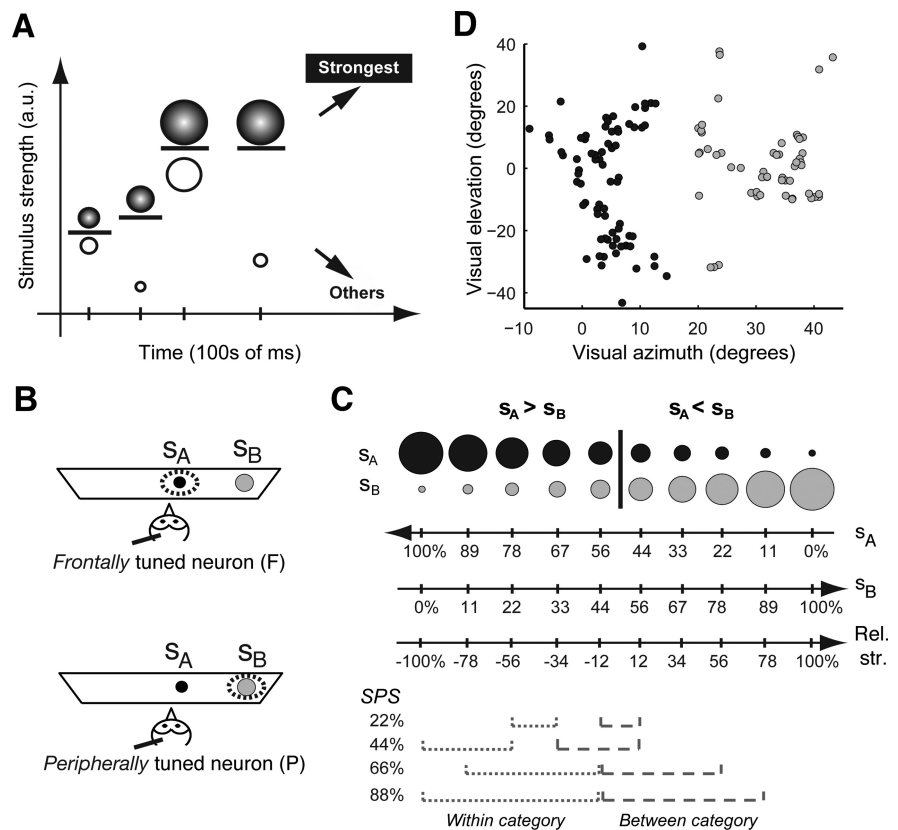 A
Stimulus strength (a.u.)
Strongest
Others
Time (100s of ms)
D
Visual elevation (degrees)
40
20
0
−20
−40
−10
0
10
20
30
40
Visual azimuth (degrees)
B
SA
SB
Frontally tuned neuron (F)
SA
SB
Peripherally tuned neuron (P)
C
SA > SB
SA < SB
SA
SB
100% 89 78 67 56 44 33 22 11 0%
SA
0% 11 22 33 44 56 67 78 89 100%
SB
-100% -78 -56 -34 -12 12 34 56 78 100%
Rel.
str.
SPS
22%
44%
66%
88%
Within category
Between category